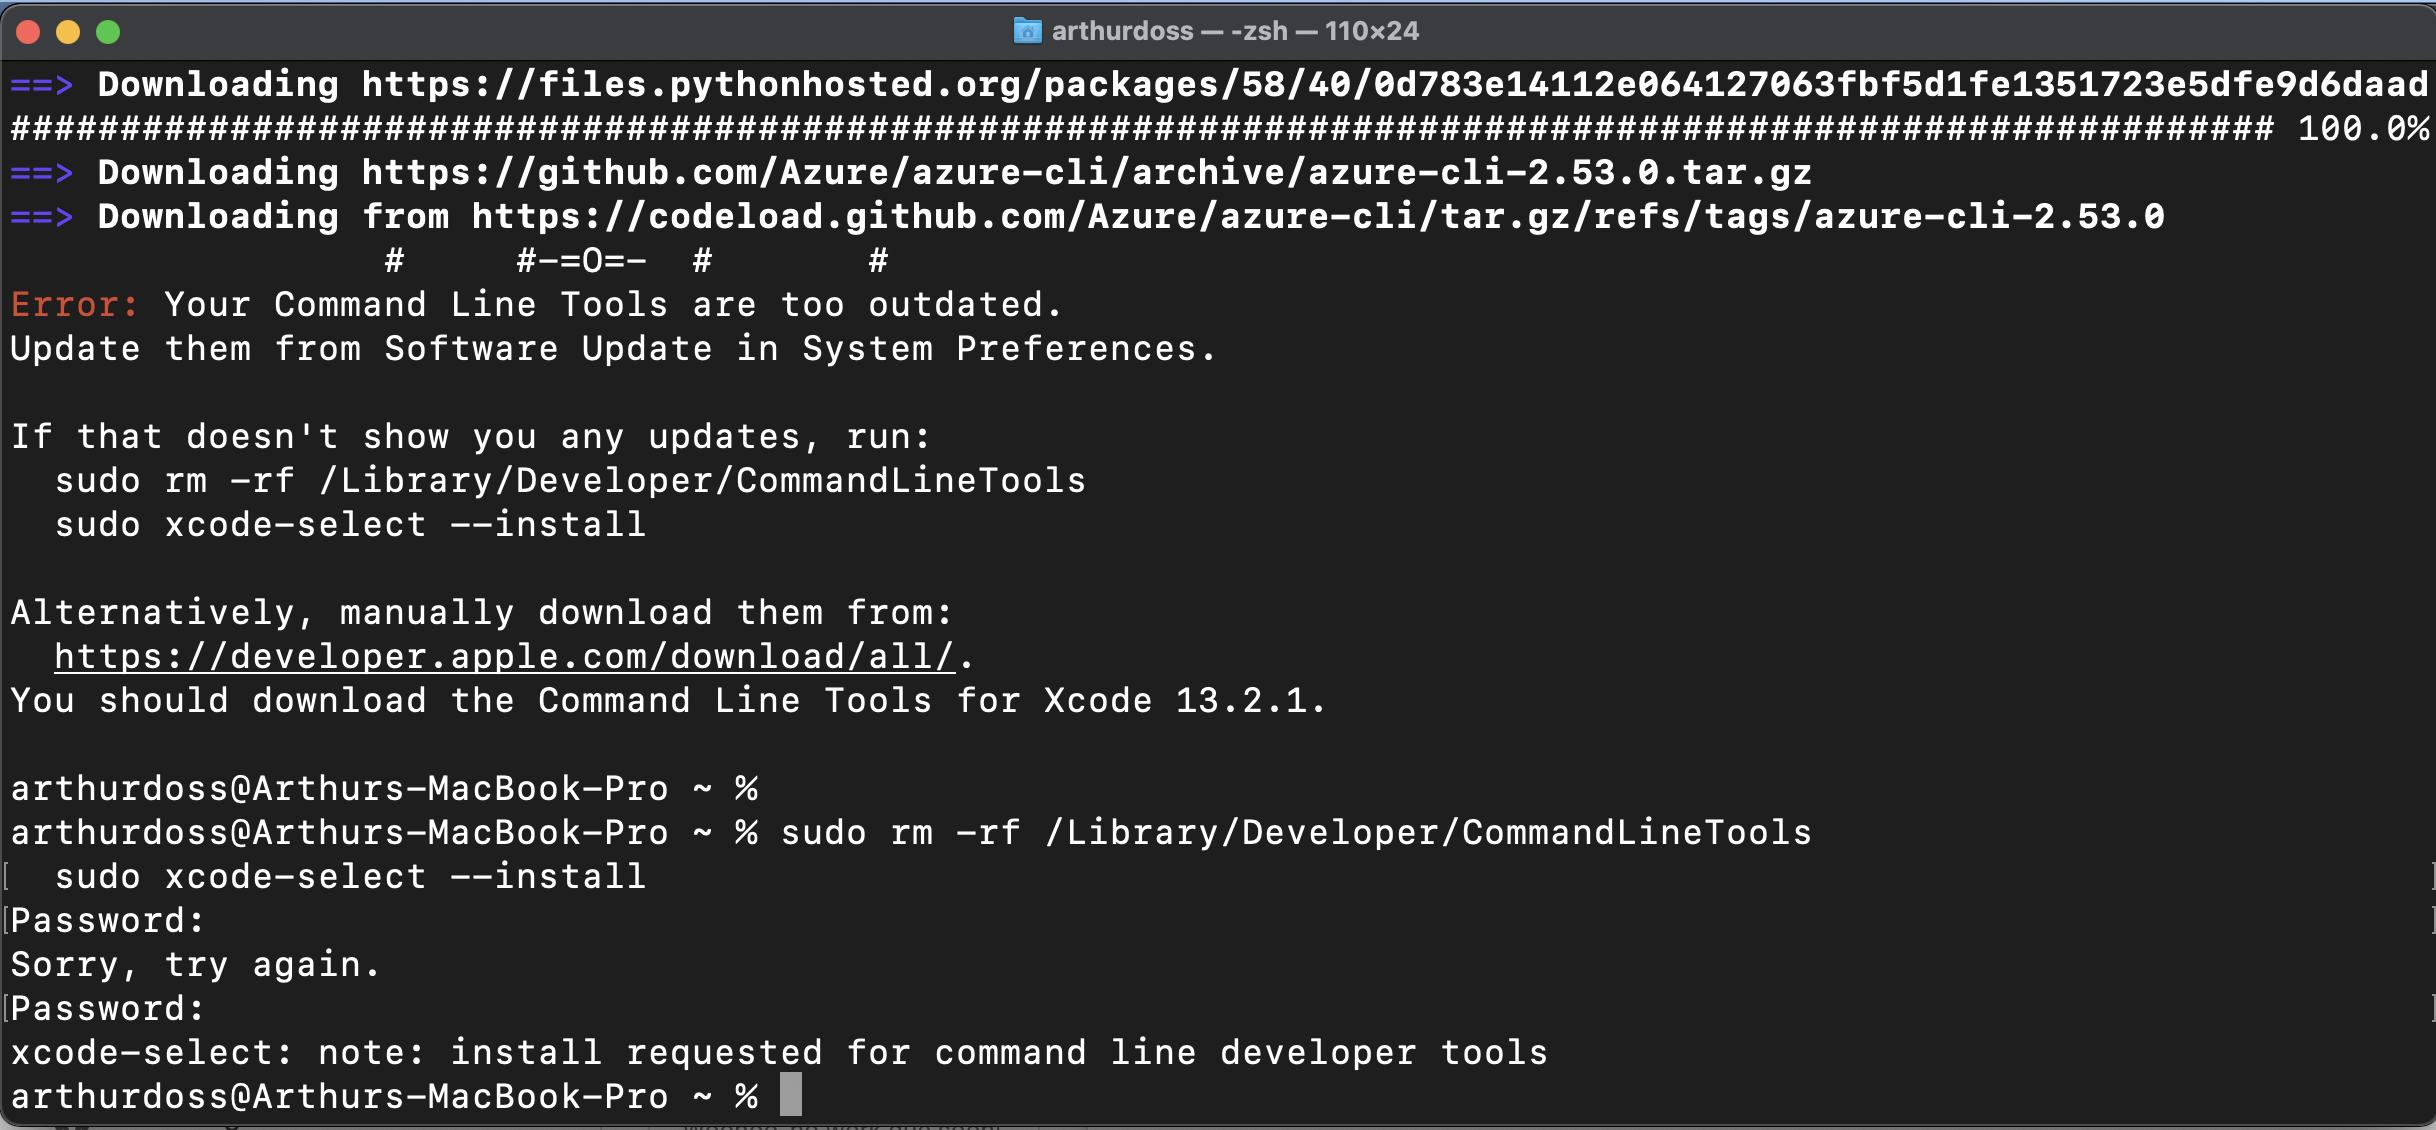 arthurdoss — -zsh — 110×24
==> Downloading https://files.pythonhosted.org/packages/58/40/0d783e14112e064127063fbf5d1fe1351723e5dfe9d6daad
####################################################################################################### 100.0%
==> Downloading https://github.com/Azure/azure-cli/archive/azure-cli-2.53.0.tar.gz
==> Downloading from https://codeload.github.com/Azure/azure-cli/tar.gz/refs/tags/azure-cli-2.53.0
#     #-=O=-  #       #
Error: Your Command Line Tools are too outdated.
Update them from Software Update in System Preferences.
If that doesn't show you any updates, run:
sudo rm -rf /Library/Developer/CommandLineTools
sudo xcode-select --install
Alternatively, manually download them from:
https://developer.apple.com/download/all/.
You should download the Command Line Tools for Xcode 13.2.1.
arthurdoss@Arthurs-MacBook-Pro ~ %
arthurdoss@Arthurs-MacBook-Pro ~ % sudo rm -rf /Library/Developer/CommandLineTools
[  sudo xcode-select --install ]
[Password: ]
Sorry, try again.
[Password: ]
xcode-select: note: install requested for command line developer tools
arthurdoss@Arthurs-MacBook-Pro ~ %